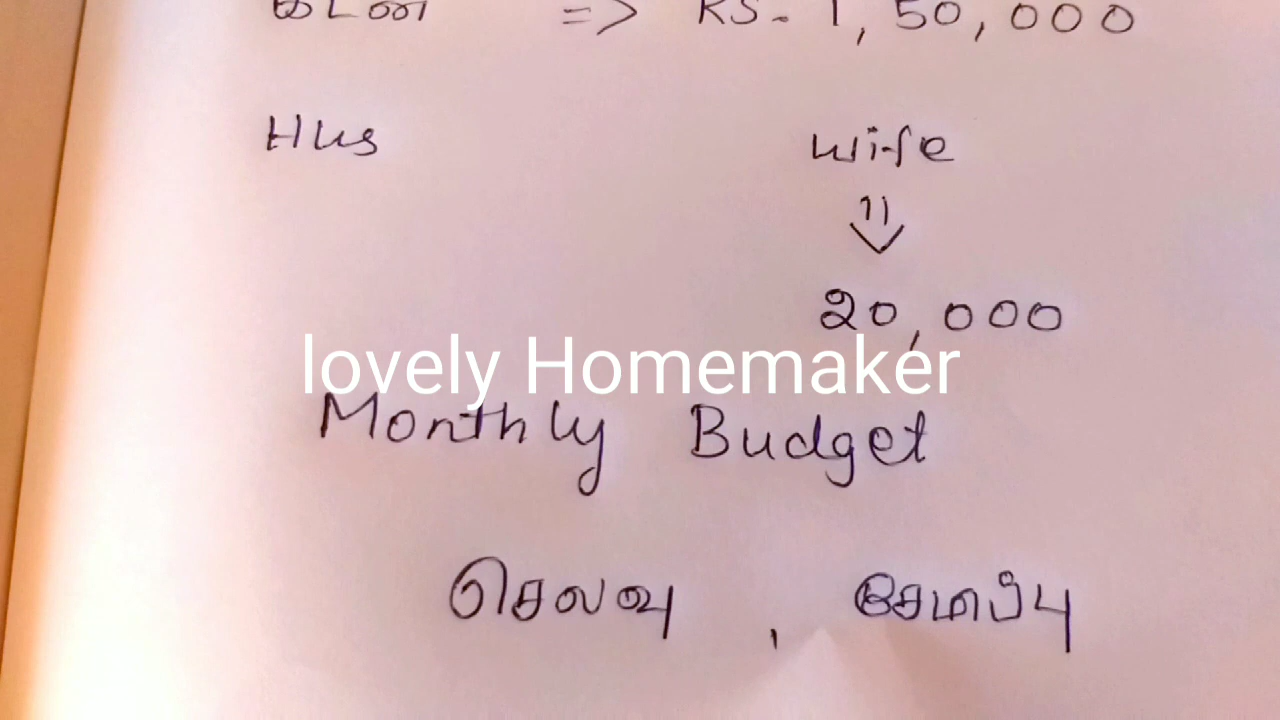 கடன் => RS. 1,50,000
Hus wife
20,000
lovely Homemaker
Monthly Budget
செலவு , சேமிப்பு